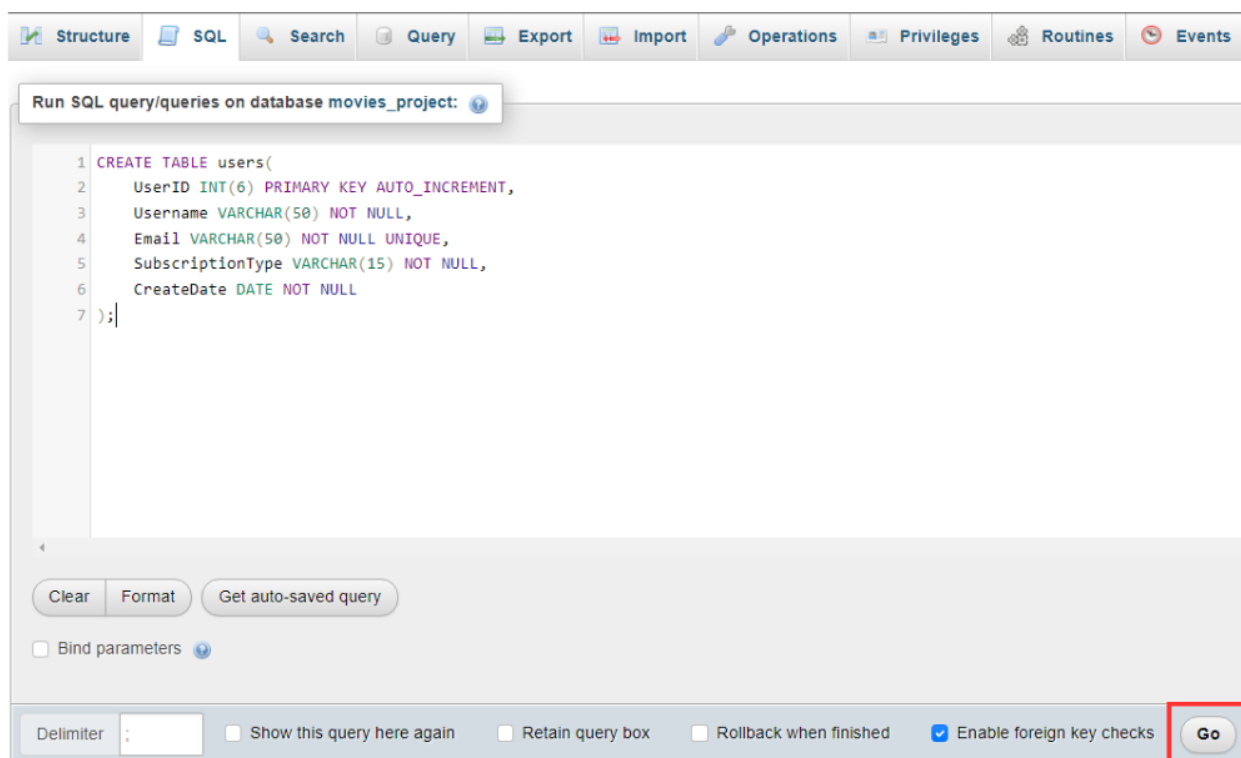 Structure SQL Search Query Export Import Operations Privileges Routines Events
Run SQL query/queries on database movies_project:
1 CREATE TABLE users(
2 UserID INT(6) PRIMARY KEY AUTO_INCREMENT,
3 Username VARCHAR(50) NOT NULL,
4 Email VARCHAR(50) NOT NULL UNIQUE,
5 SubscriptionType VARCHAR(15) NOT NULL,
6 CreateDate DATE NOT NULL
7 );
Clear Format Get auto-saved query
Bind parameters
Delimiter ; Show this query here again Retain query box Rollback when finished Enable foreign key checks Go